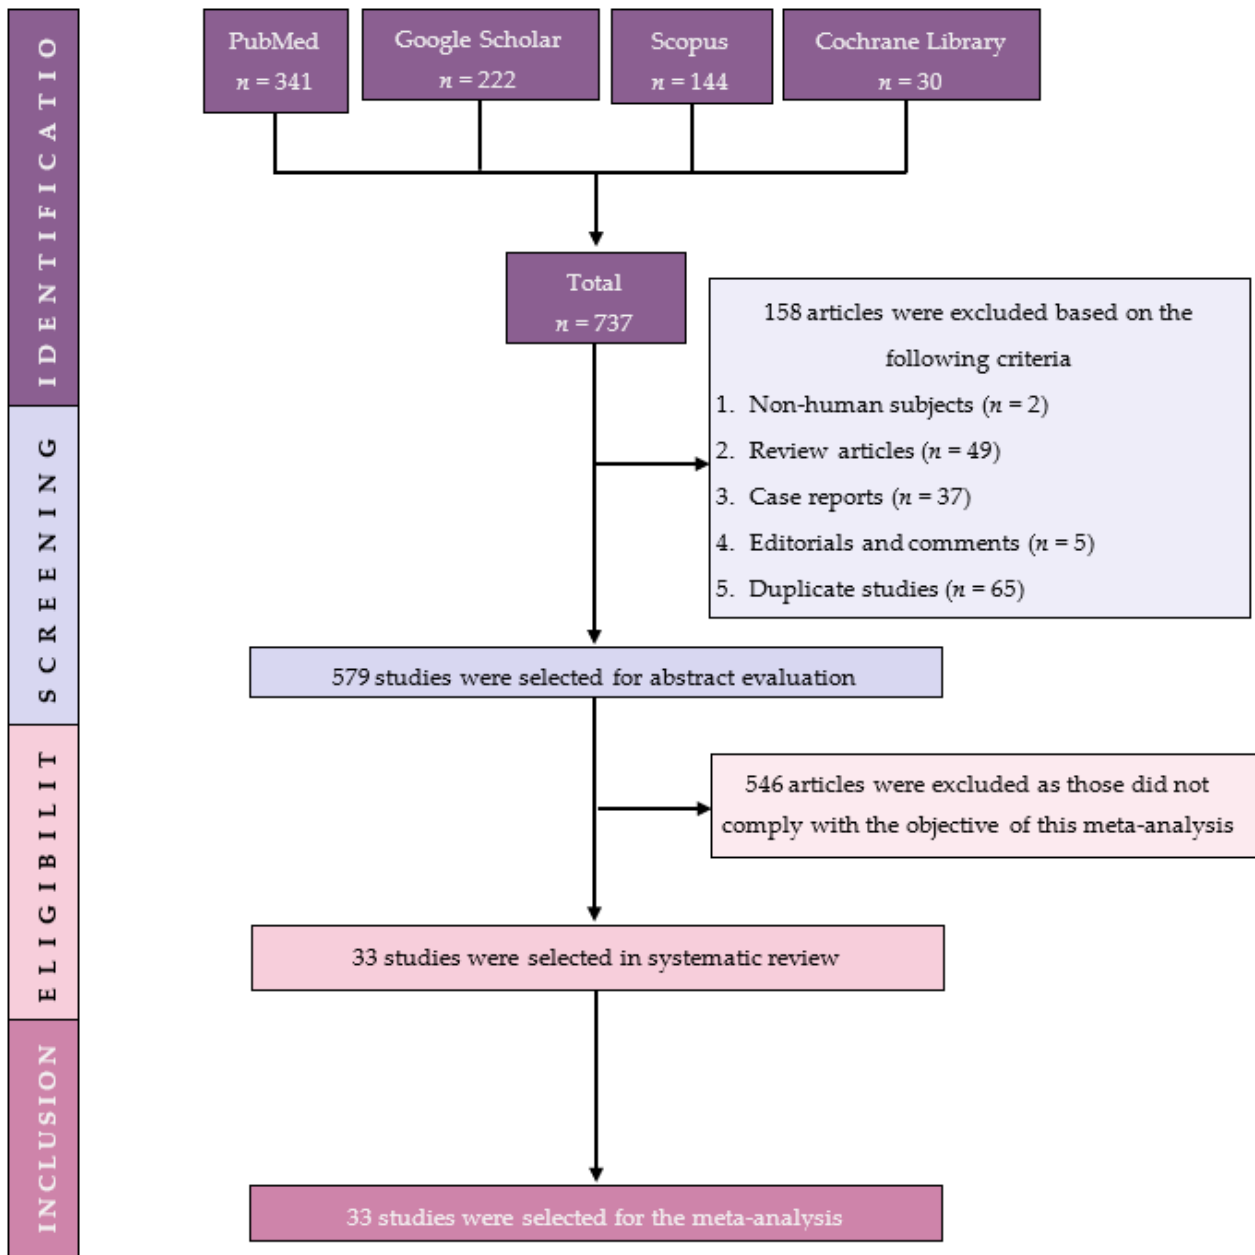 PubMed
n = 341
Google Scholar
n = 222
Scopus
n = 144
Cochrane Library
n = 30
IDENTIFICATIO
Total
n = 737
158 articles were excluded based on the
following criteria
1. Non-human subjects (n = 2)
2. Review articles (n = 49)
3. Case reports (n = 37)
4. Editorials and comments (n = 5)
5. Duplicate studies (n = 65)
SCREENING
579 studies were selected for abstract evaluation
546 articles were excluded as those did not
comply with the objective of this meta-analysis
ELIGIBILIT
33 studies were selected in systematic review
INCLUSION
33 studies were selected for the meta-analysis